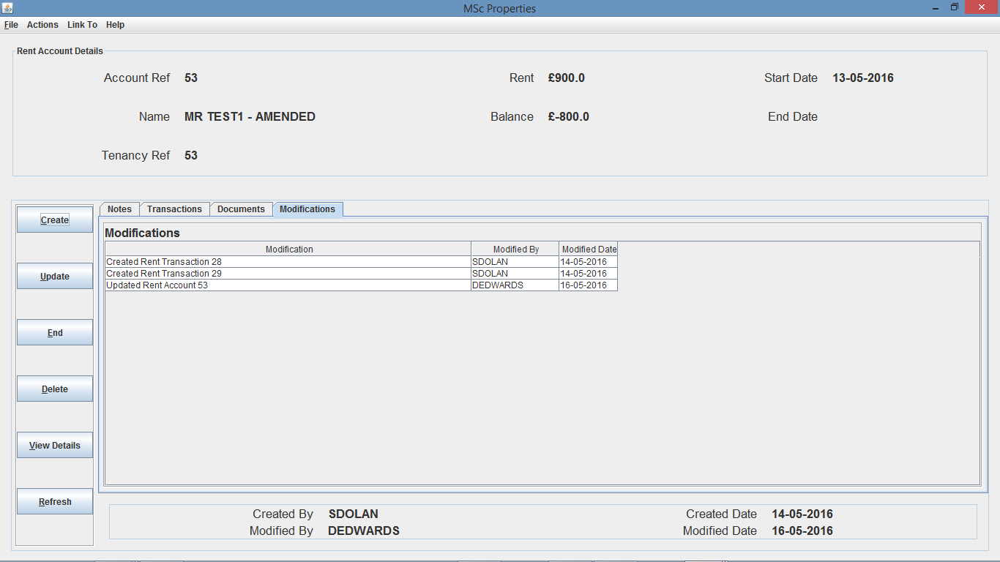 MSc Properties
File Actions Link To Help
Rent Account Details
Account Ref 53 Rent £900.0 Start Date 13-05-2016
Name MR TEST1 - AMENDED Balance £-800.0 End Date
Tenancy Ref 53
Create
Update
End
Delete
View Details
Refresh
Notes Transactions Documents Modifications
Modifications
Modification Modified By Modified Date
Created Rent Transaction 28 SDOLAN 14-05-2016
Created Rent Transaction 29 SDOLAN 14-05-2016
Updated Rent Account 53 DEDWARDS 16-05-2016
Created By SDOLAN Created Date 14-05-2016
Modified By DEDWARDS Modified Date 16-05-2016